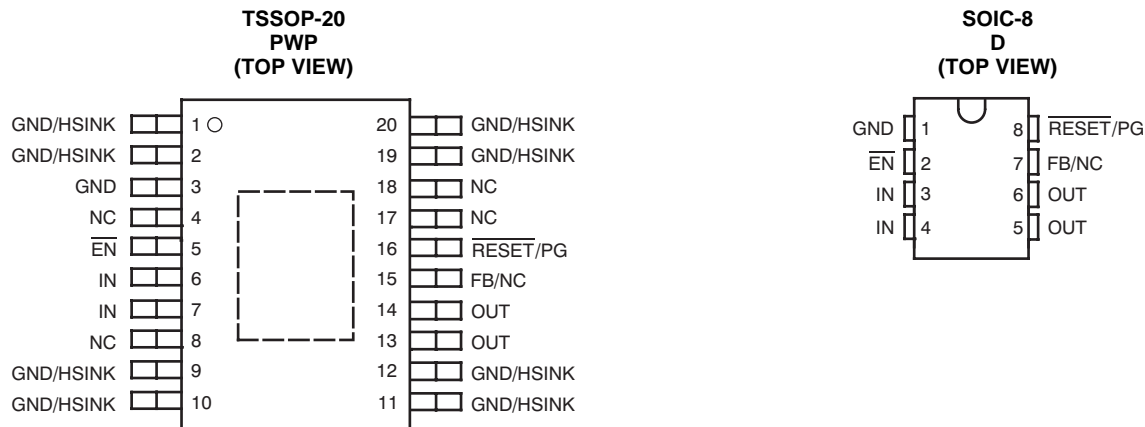 TSSOP-20
PWP
(TOP VIEW)
GND/HSINK 1 20 GND/HSINK
GND/HSINK 2 19 GND/HSINK
GND 3 18 NC
NC 4 17 NC
EN 5 16 RESET/PG
IN 6 15 FB/NC
IN 7 14 OUT
NC 8 13 OUT
GND/HSINK 9 12 GND/HSINK
GND/HSINK 10 11 GND/HSINK
SOIC-8
D
(TOP VIEW)
GND 1 8 RESET/PG
EN 2 7 FB/NC
IN 3 6 OUT
IN 4 5 OUT